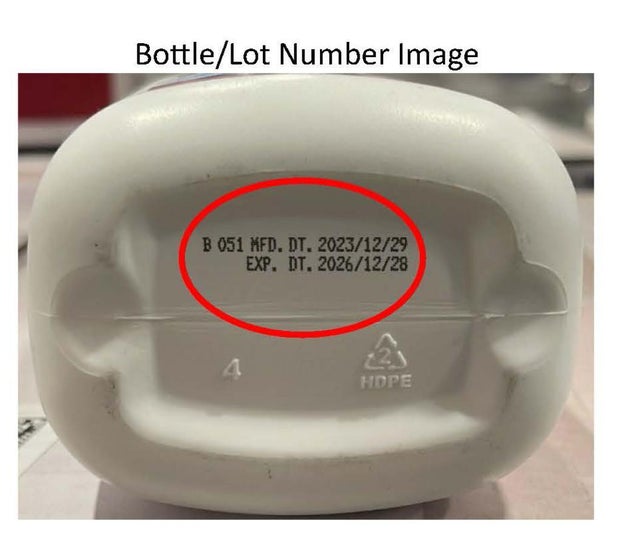 Bottle/Lot Number Image
B 051 MFD. DT. 2023/12/29
EXP. DT. 2026/12/28
4
2
HDPE